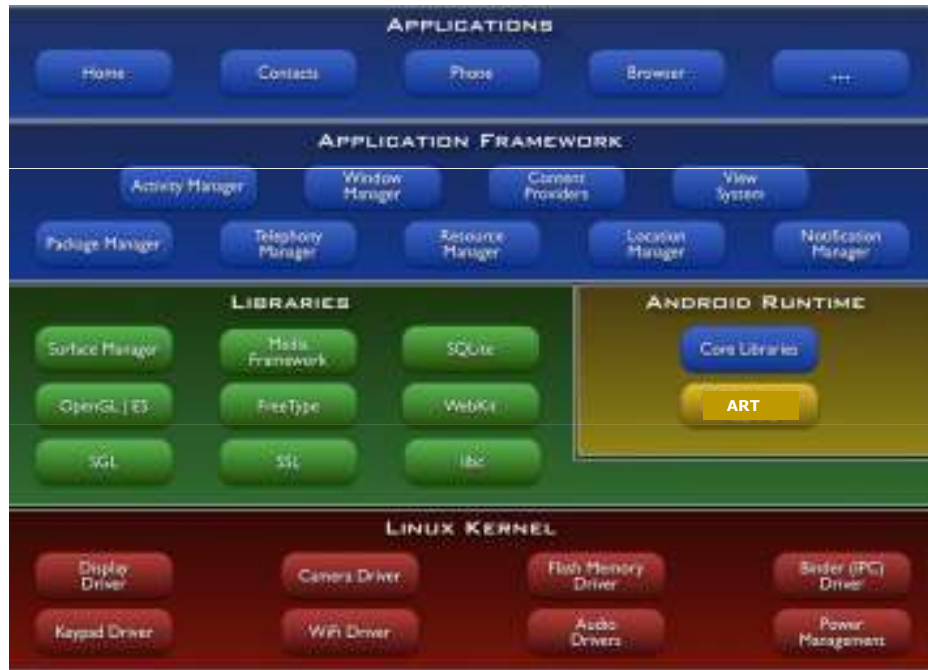 APPLICATIONS
Home
Contacts
Phone
Browser
...
APPLICATION FRAMEWORK
Activity Manager
Window
Manager
Content
Providers
View
System
Package Manager
Telephony
Manager
Resource
Manager
Location
Manager
Notification
Manager
LIBRARIES
Surface Manager
Media
Framework
SQLite
OpenGL | ES
FreeType
WebKit
SGL
SSL
libc
ANDROID RUNTIME
Core Libraries
ART
LINUX KERNEL
Display
Driver
Camera Driver
Flash Memory
Driver
Binder (IPC)
Driver
Keypad Driver
WiFi Driver
Audio
Drivers
Power
Management